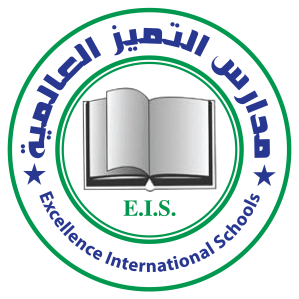 مدارس التميز العالمية
E.I.S.
Excellence International Schools